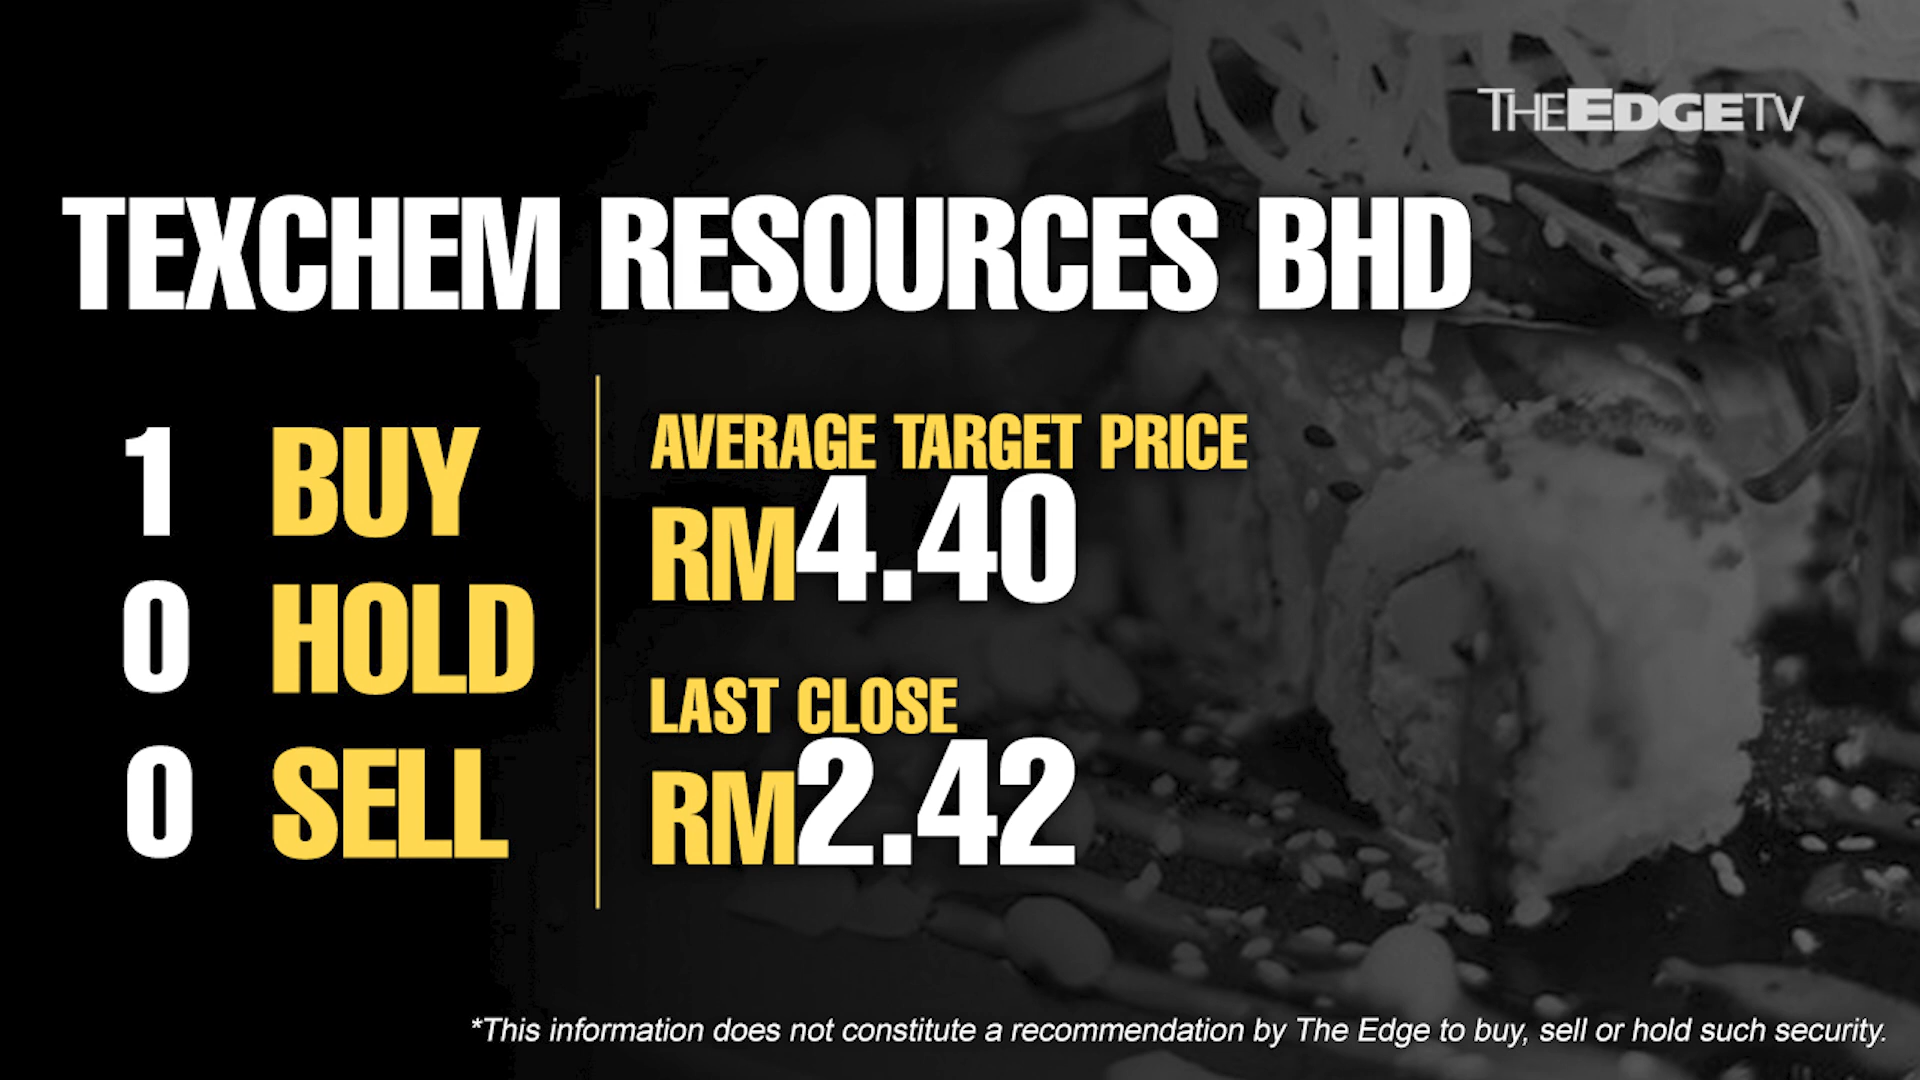 THEEDGETV
TEXCHEM RESOURCES BHD
1 BUY
0 HOLD
0 SELL
AVERAGE TARGET PRICE
RM4.40
LAST CLOSE
RM2.42
*This information does not constitute a recommendation by The Edge to buy, sell or hold such security.